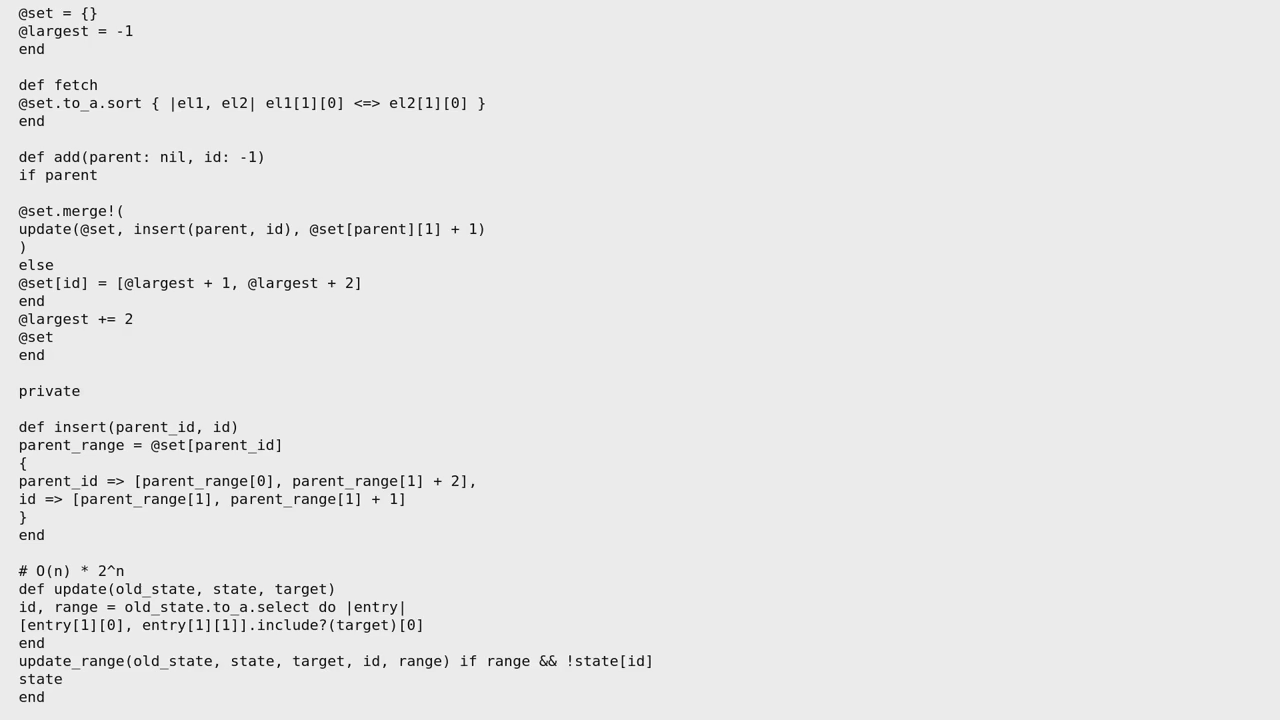 @set = {}
@largest = -1
end
def fetch
@set.to_a.sort { |el1, el2| el1[1][0] <=> el2[1][0] }
end
def add(parent: nil, id: -1)
if parent
@set.merge!(
update(@set, insert(parent, id), @set[parent][1] + 1)
)
else
@set[id] = [@largest + 1, @largest + 2]
end
@largest += 2
@set
end
private
def insert(parent_id, id)
parent_range = @set[parent_id]
{
parent_id => [parent_range[0], parent_range[1] + 2],
id => [parent_range[1], parent_range[1] + 1]
}
end
# O(n) * 2^n
def update(old_state, state, target)
id, range = old_state.to_a.select do |entry|
[entry[1][0], entry[1][1]].include?(target)[0]
end
update_range(old_state, state, target, id, range) if range && !state[id]
state
end